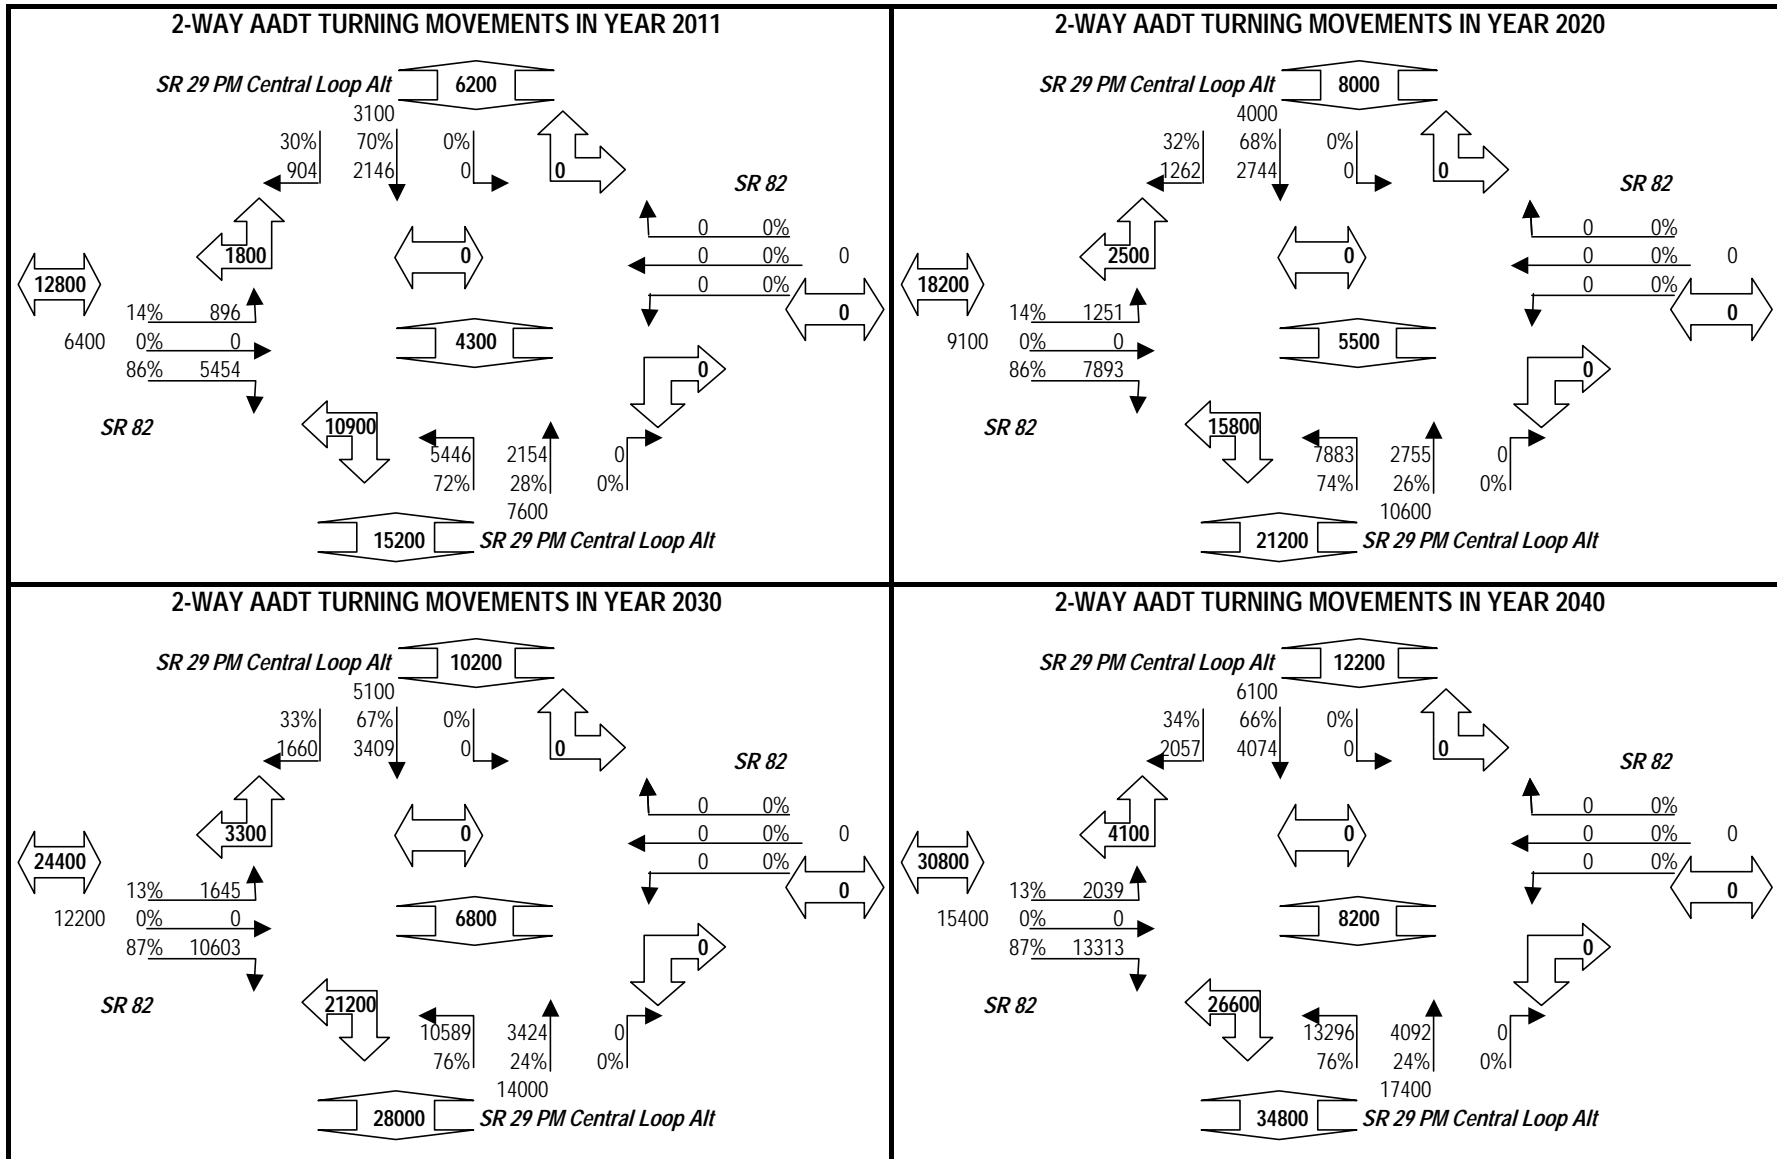 2-WAY AADT TURNING MOVEMENTS IN YEAR 2011
SR 29 PM Central Loop Alt 6200
3100
30% 70% 0%
904 2146 0 0
SR 82
0 0%
1800 0 0 0% 0
12800 0 0%
14% 896 0
6400 0% 0 4300
86% 5454 0
SR 82 10900
5446 2154 0
72% 28% 0%
7600
15200 SR 29 PM Central Loop Alt
2-WAY AADT TURNING MOVEMENTS IN YEAR 2020
SR 29 PM Central Loop Alt 8000
4000
32% 68% 0%
1262 2744 0 0
SR 82
0 0%
2500 0 0 0% 0
18200 0 0%
14% 1251 0
9100 0% 0 5500
86% 7893 0
SR 82 15800
7883 2755 0
74% 26% 0%
10600
21200 SR 29 PM Central Loop Alt
2-WAY AADT TURNING MOVEMENTS IN YEAR 2030
SR 29 PM Central Loop Alt 10200
5100
33% 67% 0%
1660 3409 0 0
SR 82
0 0%
3300 0 0 0% 0
24400 0 0%
13% 1645 0
12200 0% 0 6800
87% 10603 0
SR 82 21200
10589 3424 0
76% 24% 0%
14000
28000 SR 29 PM Central Loop Alt
2-WAY AADT TURNING MOVEMENTS IN YEAR 2040
SR 29 PM Central Loop Alt 12200
6100
34% 66% 0%
2057 4074 0 0
SR 82
0 0%
4100 0 0 0% 0
30800 0 0%
13% 2039 0
15400 0% 0 8200
87% 13313 0
SR 82 26600
13296 4092 0
76% 24% 0%
17400
34800 SR 29 PM Central Loop Alt